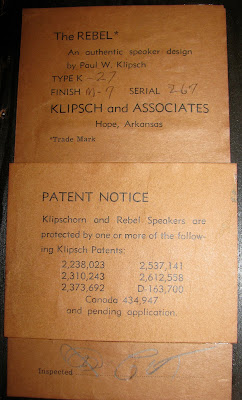 The REBEL*
An authentic speaker design
by Paul W. Klipsch
TYPE K -27
FINISH SERIAL 267
KLIPSCH and ASSOCIATES
Hope, Arkansas
*Trade Mark
PATENT NOTICE
Klipschorn and Rebel Speakers are
protected by one or more of the follow-
ing Klipsch Patents:
2,238,023 2,537,141
2,310,243 2,612,558
2,373,692 D-163,700
Canada 434,947
and pending application.
Inspected